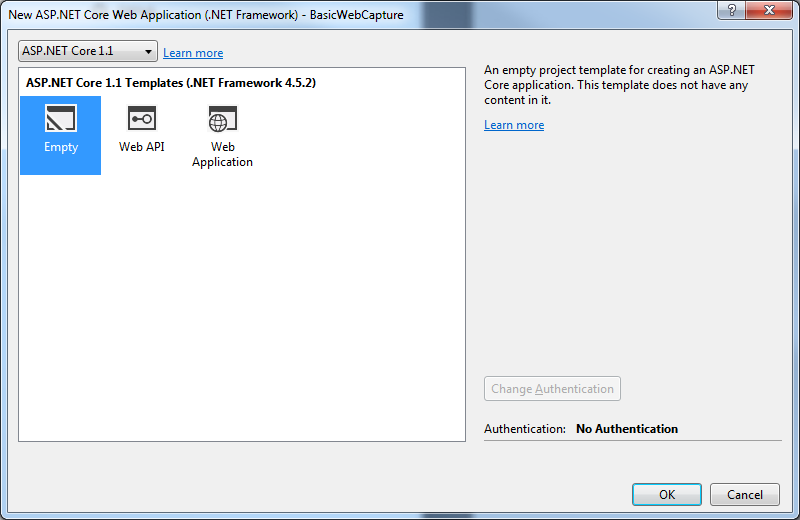 New ASP.NET Core Web Application (.NET Framework) - BasicWebCapture
?
ASP.NET Core 1.1
Learn more
ASP.NET Core 1.1 Templates (.NET Framework 4.5.2)
Empty
Web API
Web
Application
An empty project template for creating an ASP.NET
Core application. This template does not have any
content in it.
Learn more
Change Authentication
Authentication: No Authentication
OK
Cancel